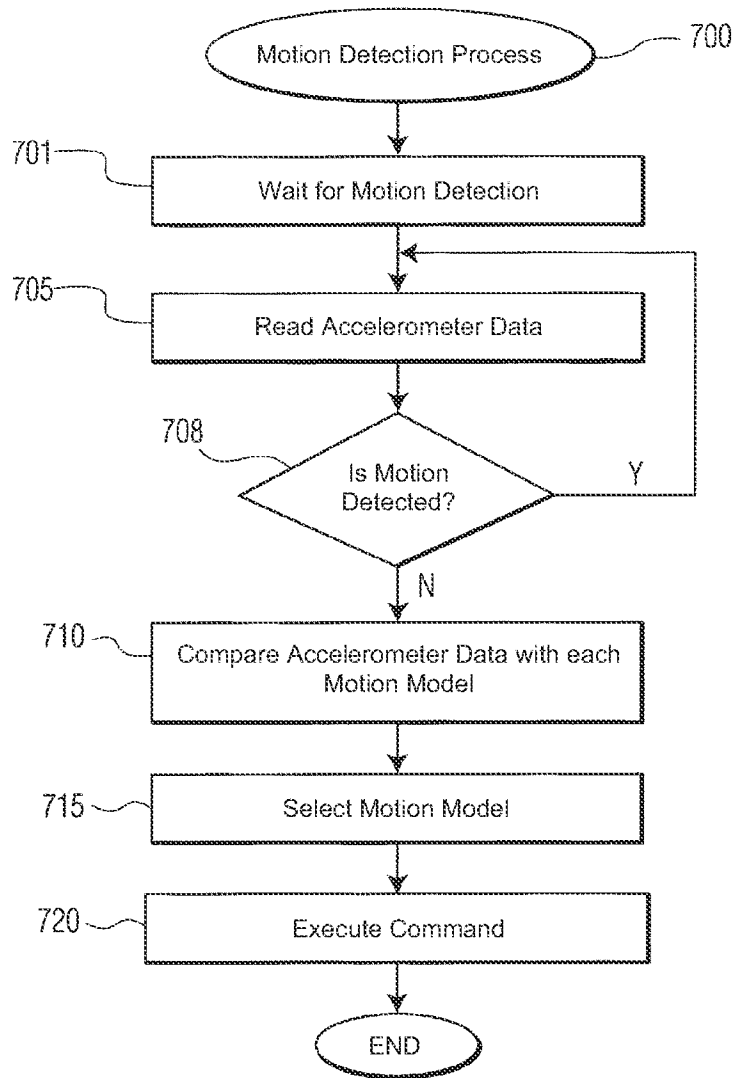 Motion Detection Process
700
701
Wait for Motion Detection
705
Read Accelerometer Data
708
Is Motion
Detected?
Y
N
710
Compare Accelerometer Data with each
Motion Model
715
Select Motion Model
720
Execute Command
END